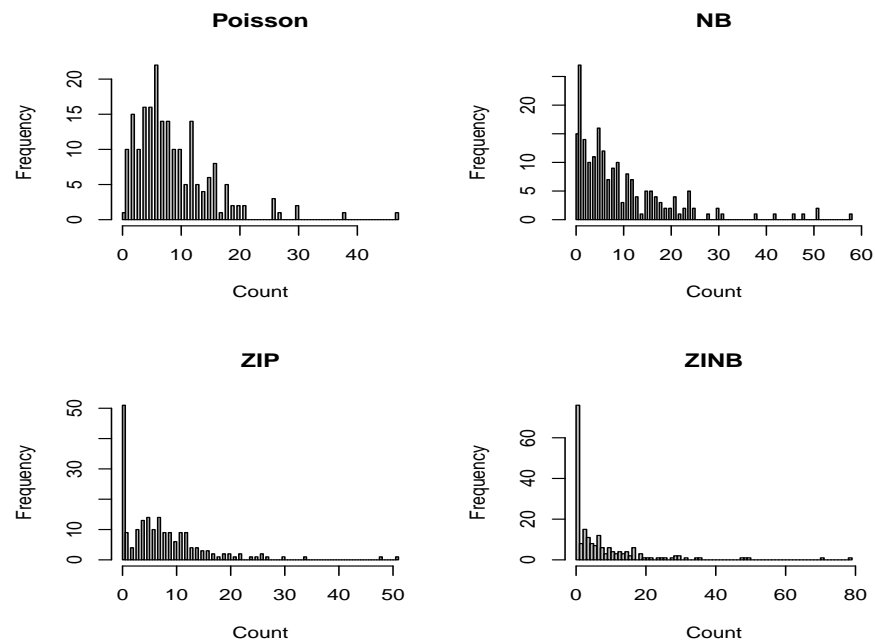 Poisson
Frequency
0 5 10 15 20
0 10 20 30 40
Count
NB
Frequency
0 5 10 20
0 10 20 30 40 50 60
Count
ZIP
Frequency
0 10 30 50
0 10 20 30 40 50
Count
ZINB
Frequency
0 20 40 60
0 20 40 60 80
Count